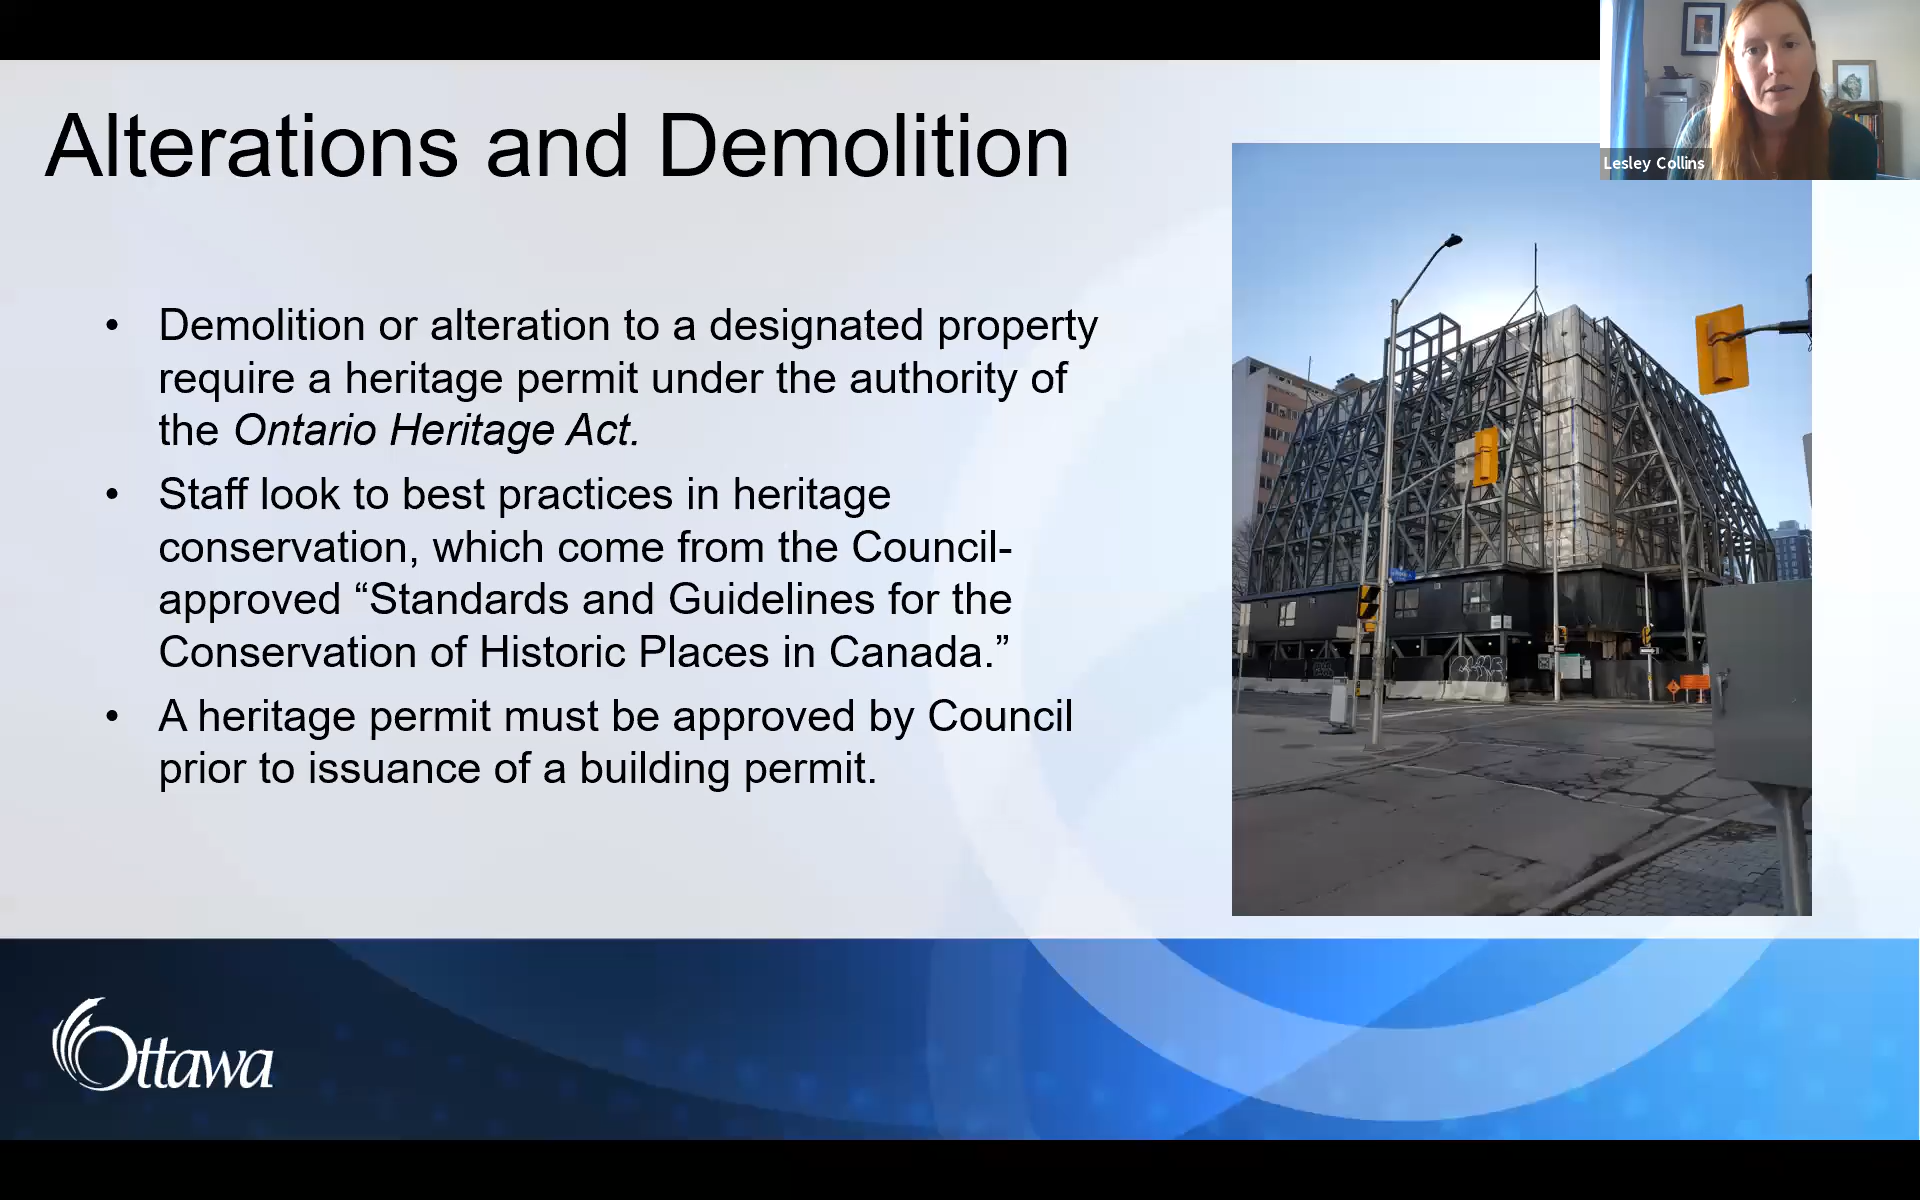 Lesley Collins
Alterations and Demolition
• Demolition or alteration to a designated property
require a heritage permit under the authority of
the Ontario Heritage Act.
• Staff look to best practices in heritage
conservation, which come from the Council-
approved “Standards and Guidelines for the
Conservation of Historic Places in Canada.”
• A heritage permit must be approved by Council
prior to issuance of a building permit.
Ottawa